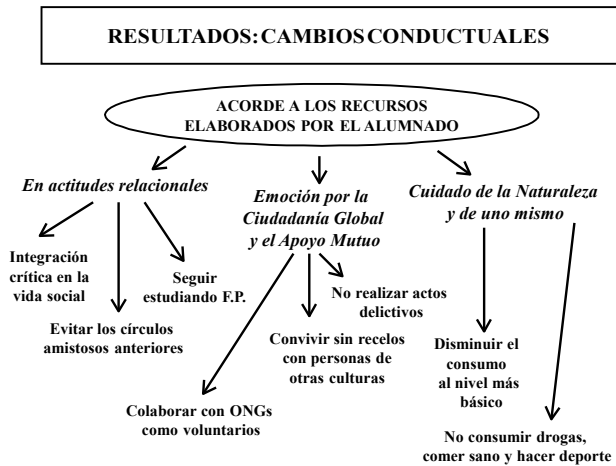 RESULTADOS: CAMBIOS CONDUCTUALES
ACORDE A LOS RECURSOS
ELABORADOS POR EL ALUMNADO
En actitudes relacionales
Emoción por la
Ciudadanía Global
y el Apoyo Mutuo
Cuidado de la Naturaleza
y de uno mismo
Integración
crítica en la
vida social
Evitar los círculos
amistosos anteriores
Seguir
estudiando F.P.
Colaborar con ONGs
como voluntarios
Convivir sin recelos
con personas de
otras culturas
No realizar actos
delictivos
Disminuir el
consumo
al nivel más
básico
No consumir drogas,
comer sano y hacer deporte